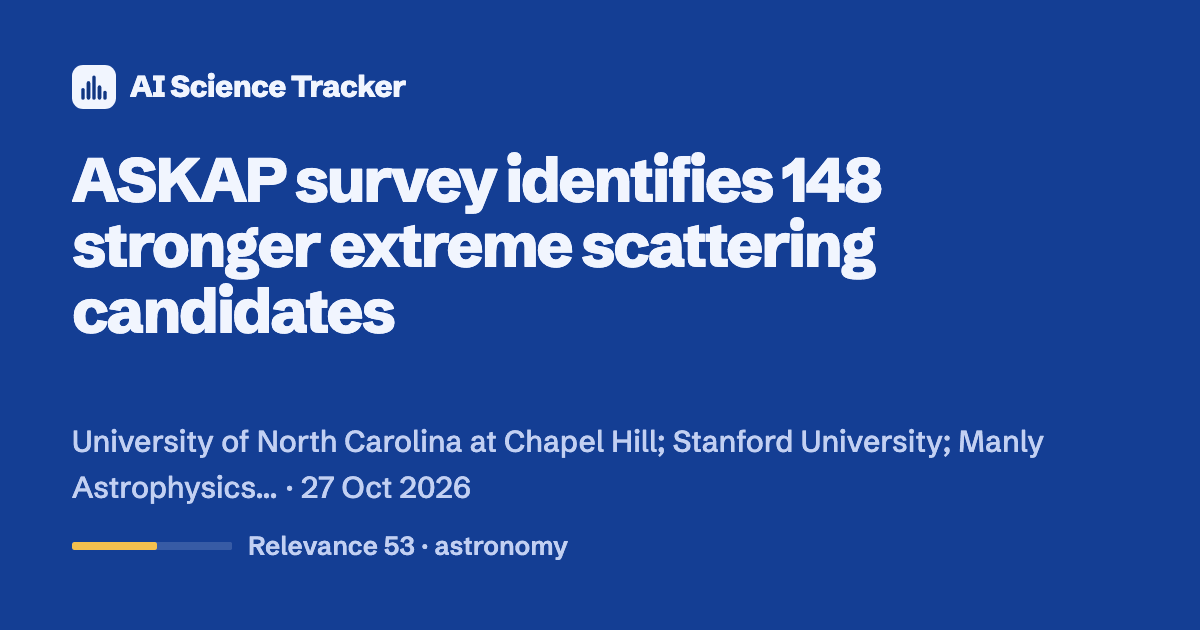 AI Science Tracker
ASKAP survey identifies 148
stronger extreme scattering
candidates
University of North Carolina at Chapel Hill; Stanford University; Manly
Astrophysics... · 27 Oct 2026
Relevance 53 · astronomy